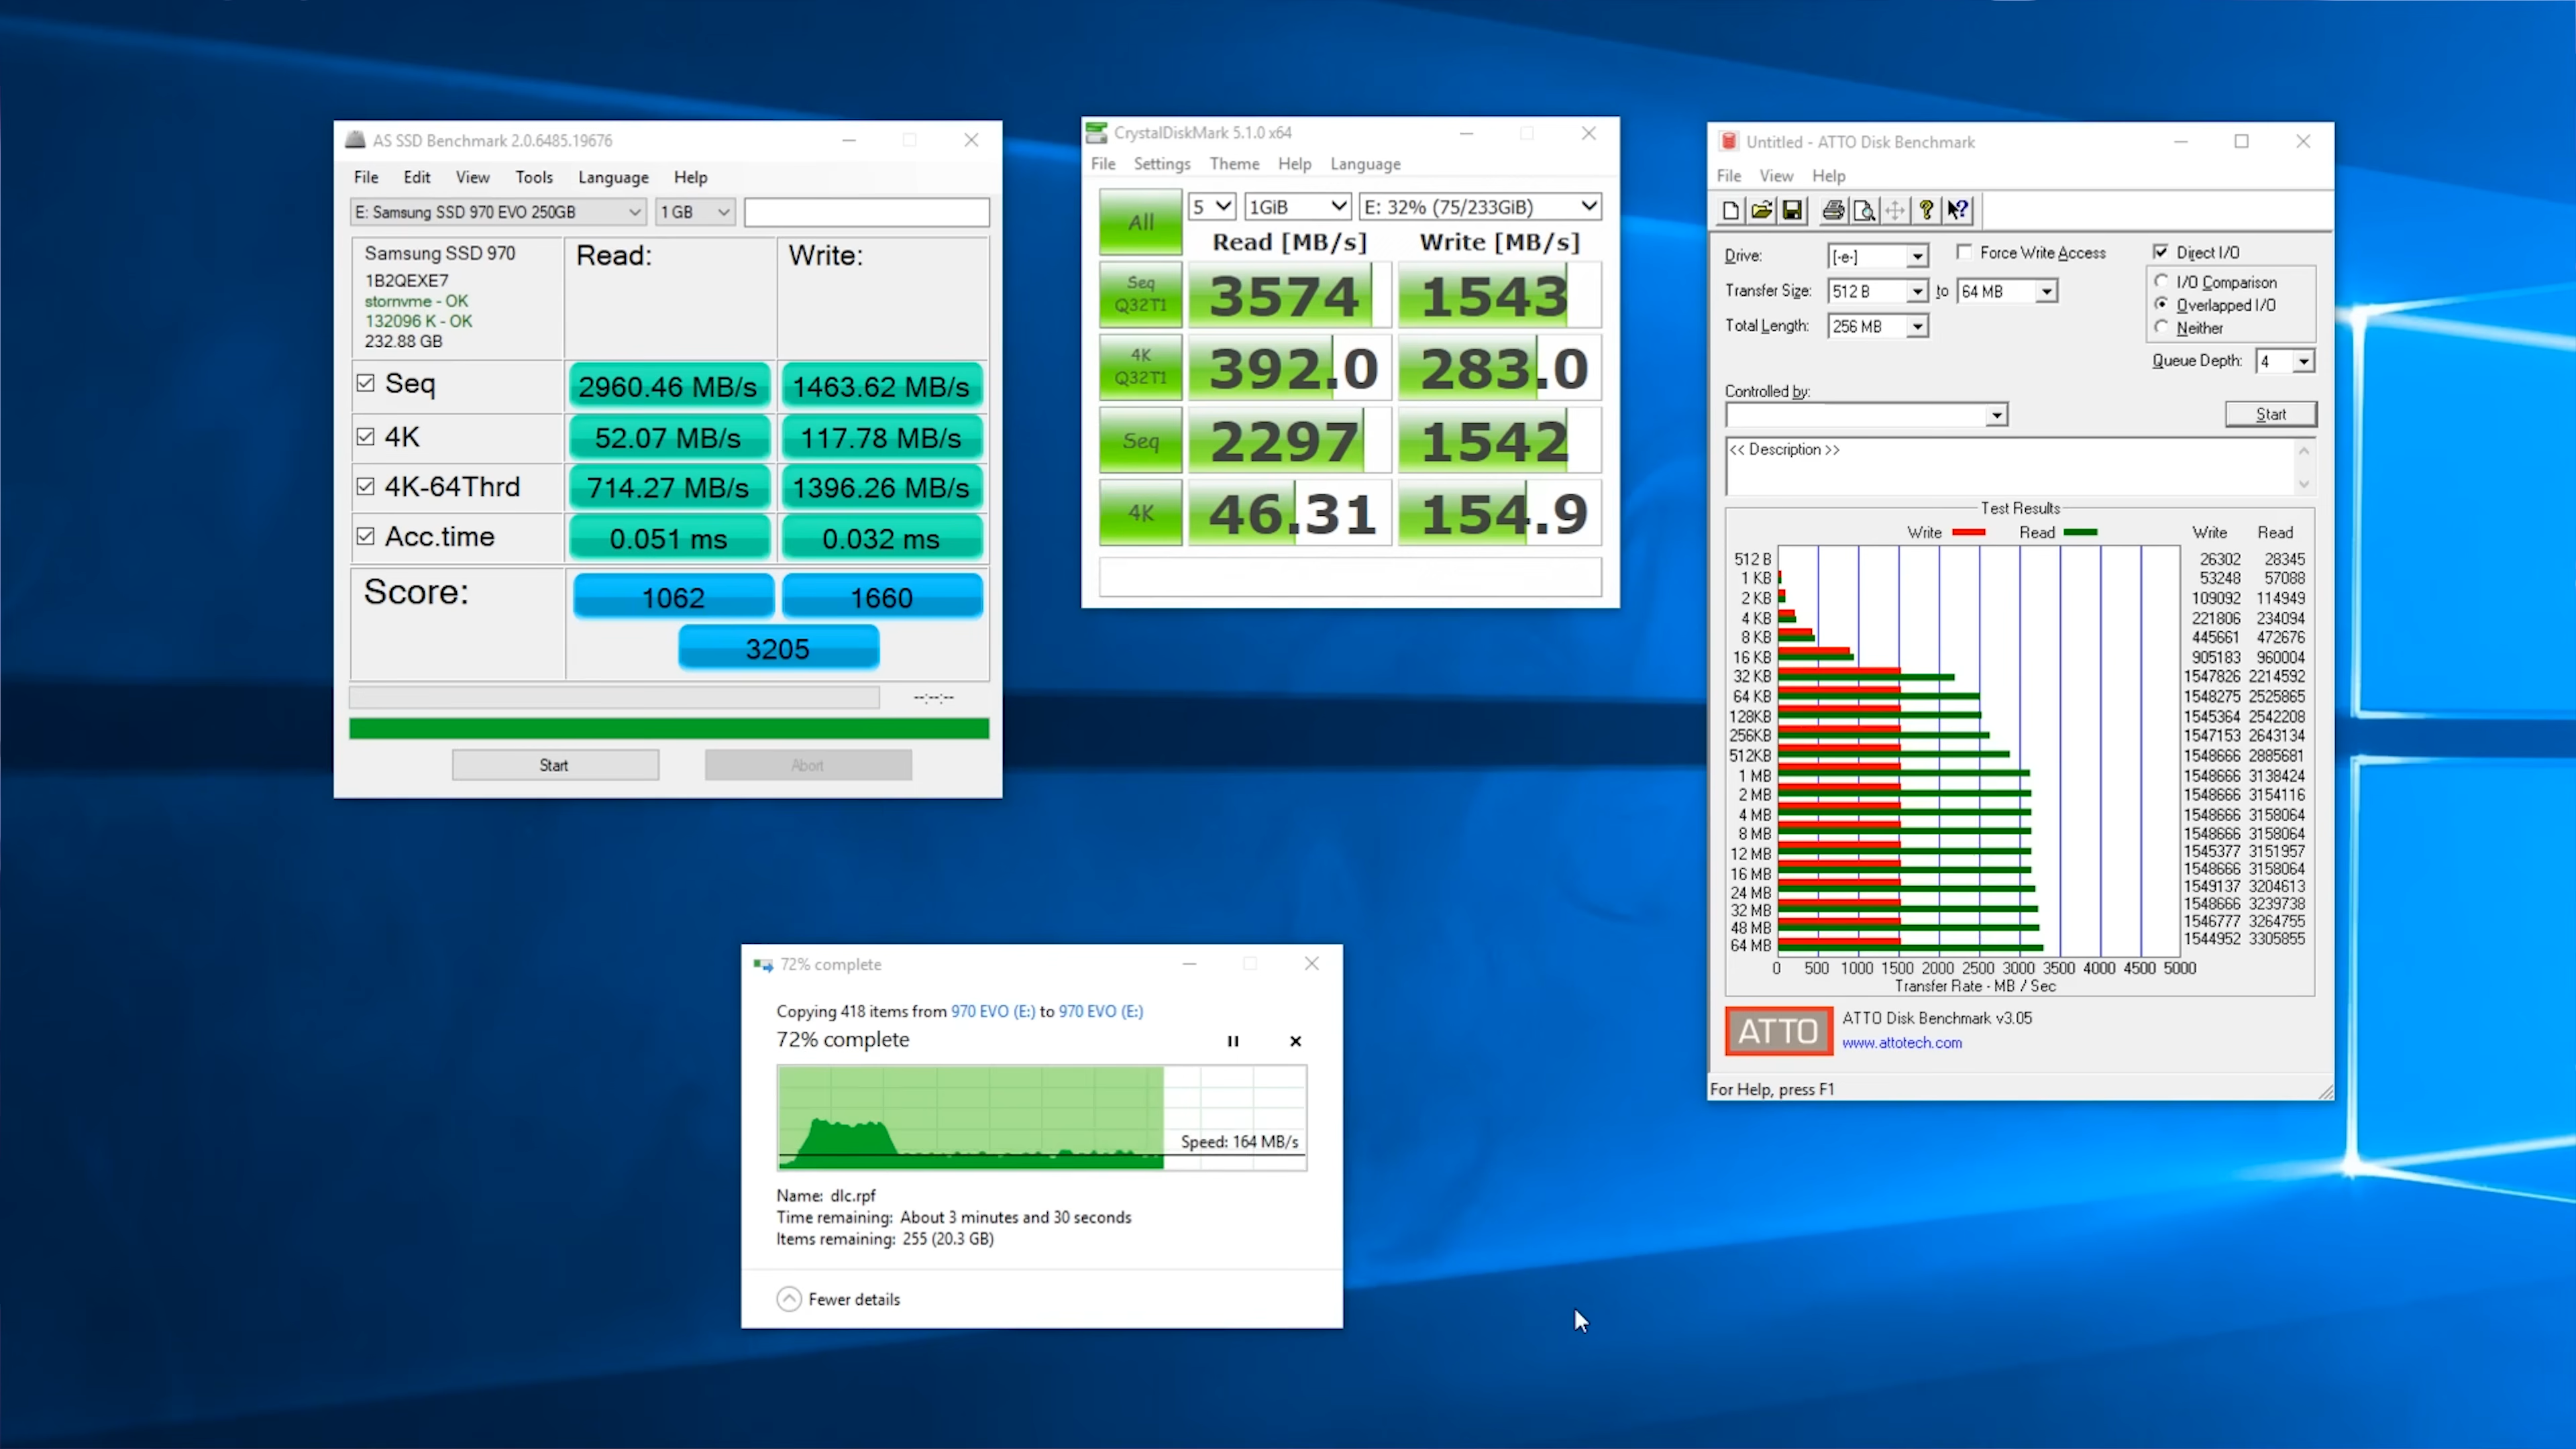 AS SSD Benchmark 2.0.6485.19676
File Edit View Tools Language Help
E: Samsung SSD 970 EVO 250GB 1 GB
Samsung SSD 970
1B2QEXE7
stornvme - OK
132096 K - OK
232.88 GB
Read: Write:
Seq 2960.46 MB/s 1463.62 MB/s
4K 52.07 MB/s 117.78 MB/s
4K-64Thrd 714.27 MB/s 1396.26 MB/s
Acc.time 0.051 ms 0.032 ms
Score: 1062 1660
3205
--:--:--
Start Abort
CrystalDiskMark 5.1.0 x64
File Settings Theme Help Language
All 5 1GiB E: 32% (75/233GiB)
Read [MB/s] Write [MB/s]
Seq Q32T1 3574 1543
4K Q32T1 392.0 283.0
Seq 2297 1542
4K 46.31 154.9
Untitled - ATTO Disk Benchmark
File View Help
Drive: [-e-] Force Write Access Direct I/O
Transfer Size: 512 B to 64 MB I/O Comparison
Overlapped I/O
Total Length: 256 MB Neither
Queue Depth: 4
Controlled by:
Start
<< Description >>
Test Results
Write Read Write Read
512 B 26302 28345
1 KB 53248 57088
2 KB 109092 114949
4 KB 221806 234094
8 KB 445661 472676
16 KB 905183 960004
32 KB 1547826 2214592
64 KB 1548275 2525865
128KB 1545364 2542208
256KB 1547153 2643134
512KB 1548666 2885681
1 MB 1548666 3138424
2 MB 1548666 3154116
4 MB 1548666 3158064
8 MB 1548666 3158064
12 MB 1545377 3151957
16 MB 1548666 3158064
24 MB 1549137 3204613
32 MB 1548666 3239738
48 MB 1546777 3264755
64 MB 1544952 3305855
0 500 1000 1500 2000 2500 3000 3500 4000 4500 5000
Transfer Rate - MB / Sec
ATTO
ATTO Disk Benchmark v3.05
www.attotech.com
For Help, press F1
72% complete
Copying 418 items from 970 EVO (E:) to 970 EVO (E:)
72% complete
Speed: 164 MB/s
Name: dlc.rpf
Time remaining: About 3 minutes and 30 seconds
Items remaining: 255 (20.3 GB)
Fewer details